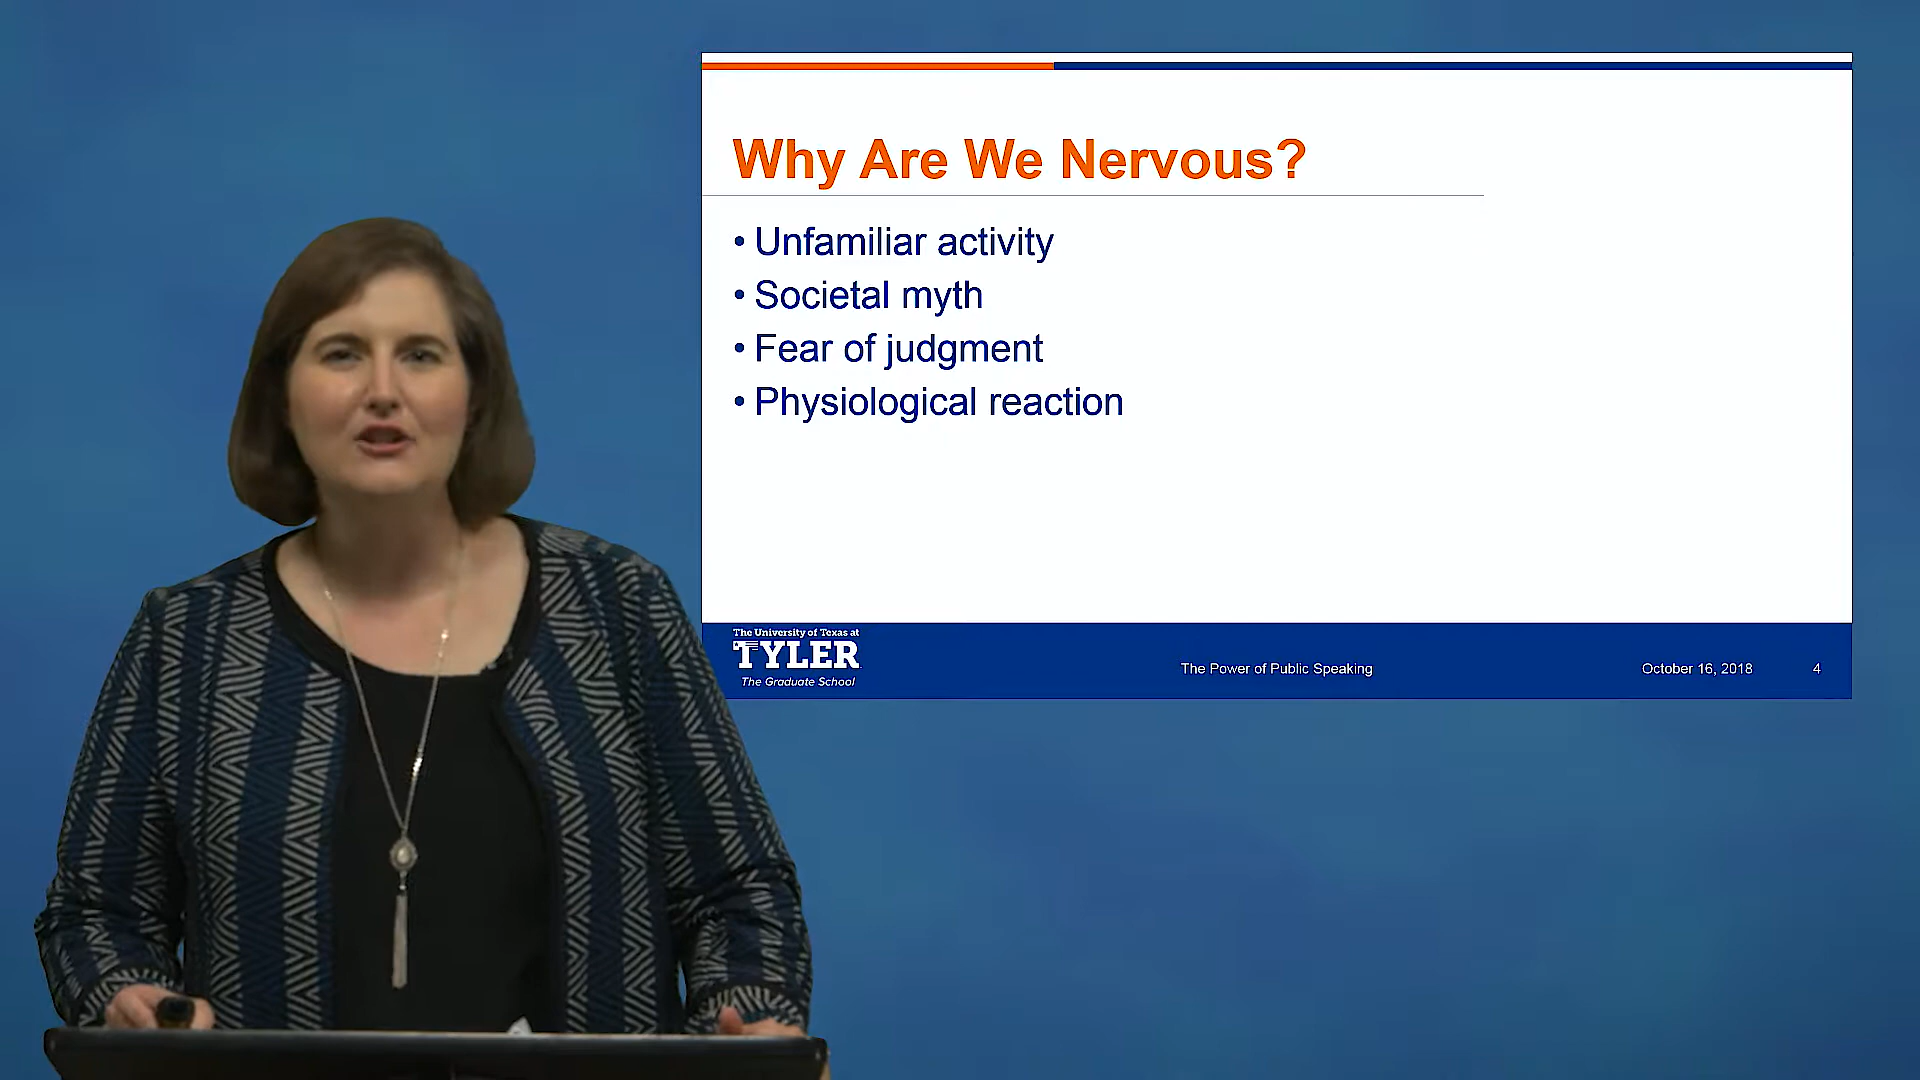 Why Are We Nervous?
• Unfamiliar activity
• Societal myth
• Fear of judgment
• Physiological reaction
The University of Texas at
TYLER
The Graduate School
The Power of Public Speaking
October 16, 2018
4